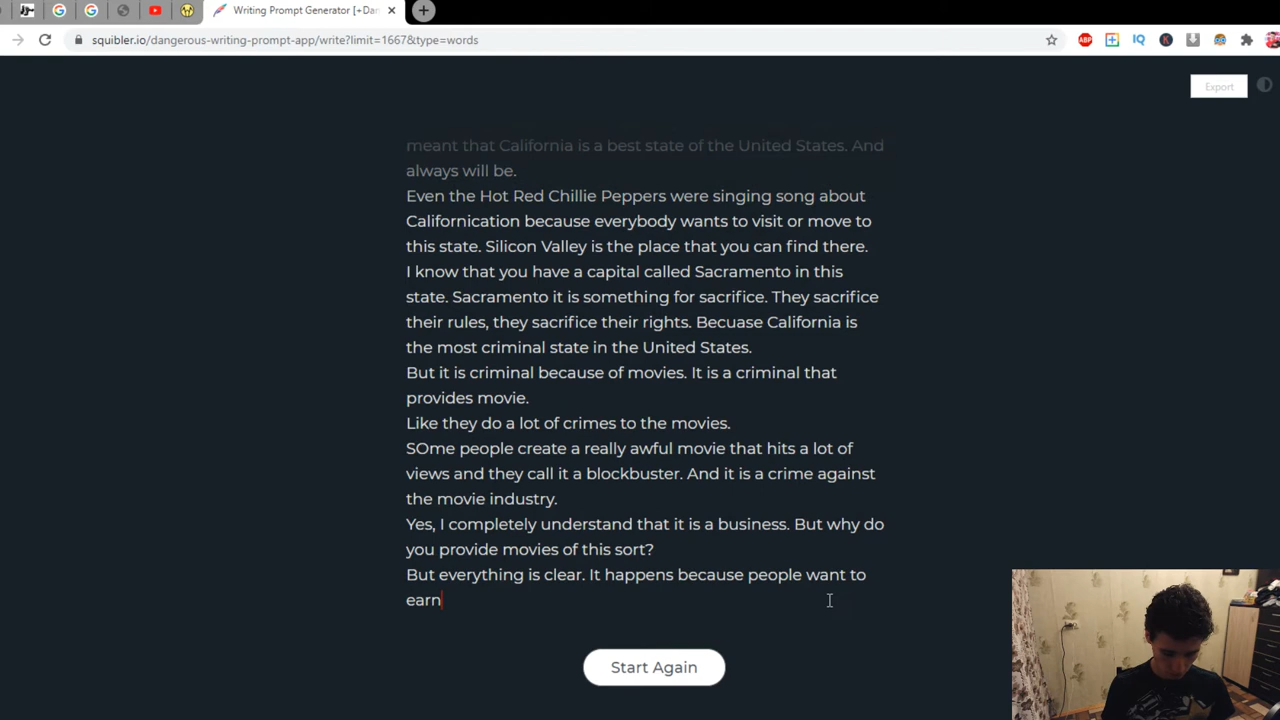 Writing Prompt Generator [+Dan
squibler.io/dangerous-writing-prompt-app/write?limit=1667&type=words
ABP
IQ
K
Export
meant that California is a best state of the United States. And
always will be.
Even the Hot Red Chillie Peppers were singing song about
Californication because everybody wants to visit or move to
this state. Silicon Valley is the place that you can find there.
I know that you have a capital called Sacramento in this
state. Sacramento it is something for sacrifice. They sacrifice
their rules, they sacrifice their rights. Becuase California is
the most criminal state in the United States.
But it is criminal because of movies. It is a criminal that
provides movie.
Like they do a lot of crimes to the movies.
SOme people create a really awful movie that hits a lot of
views and they call it a blockbuster. And it is a crime against
the movie industry.
Yes, I completely understand that it is a business. But why do
you provide movies of this sort?
But everything is clear. It happens because people want to
earn
Start Again